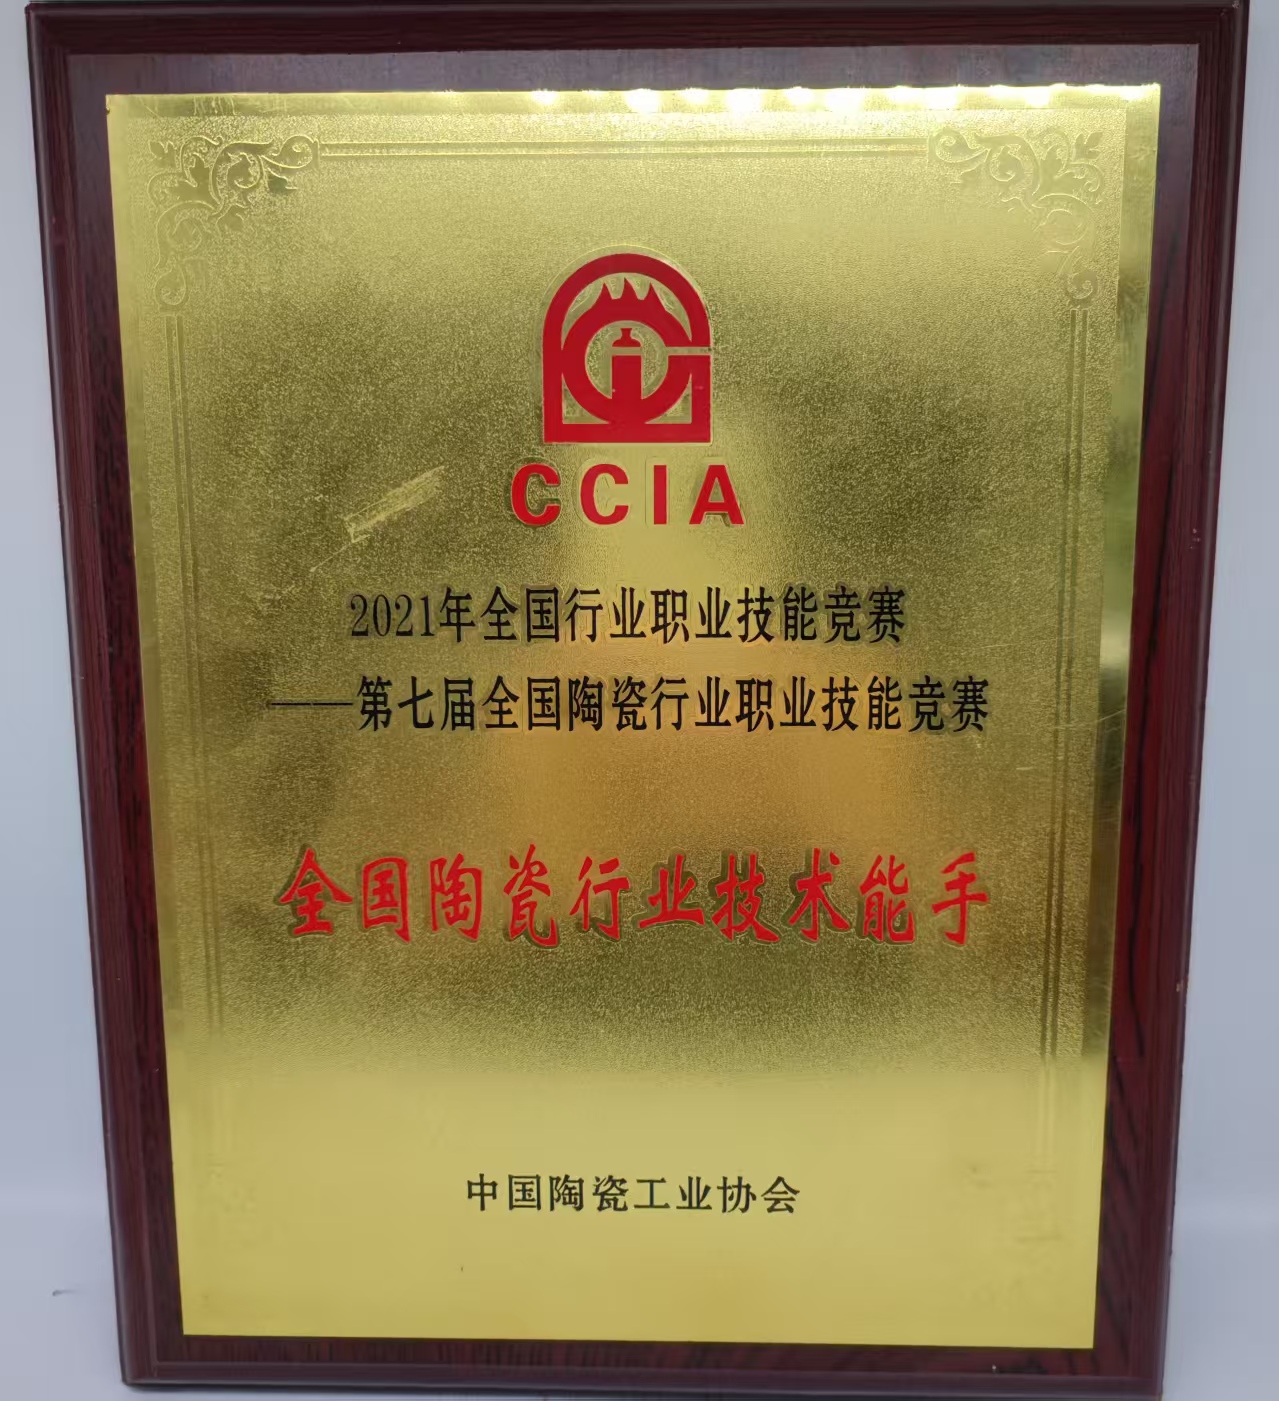 CCIA
2021年全国行业职业技能竞赛
——第七届全国陶瓷行业职业技能竞赛
全国陶瓷行业技术能手
中国陶瓷工业协会